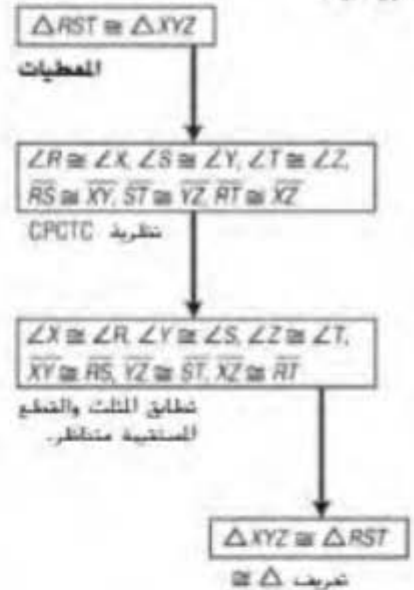 △RST ≅ △XYZ
المعطيات
∠R ≅ ∠X, ∠S ≅ ∠Y, ∠T ≅ ∠Z,
RS ≅ XY, ST ≅ YZ, RT ≅ XZ
نظرية CPCTC
∠X ≅ ∠R, ∠Y ≅ ∠S, ∠Z ≅ ∠T,
XY ≅ RS, YZ ≅ ST, XZ ≅ RT
تطابق المثلث والقطع
المستقيمة متناظر.
△XYZ ≅ △RST
تعريف △ ≅